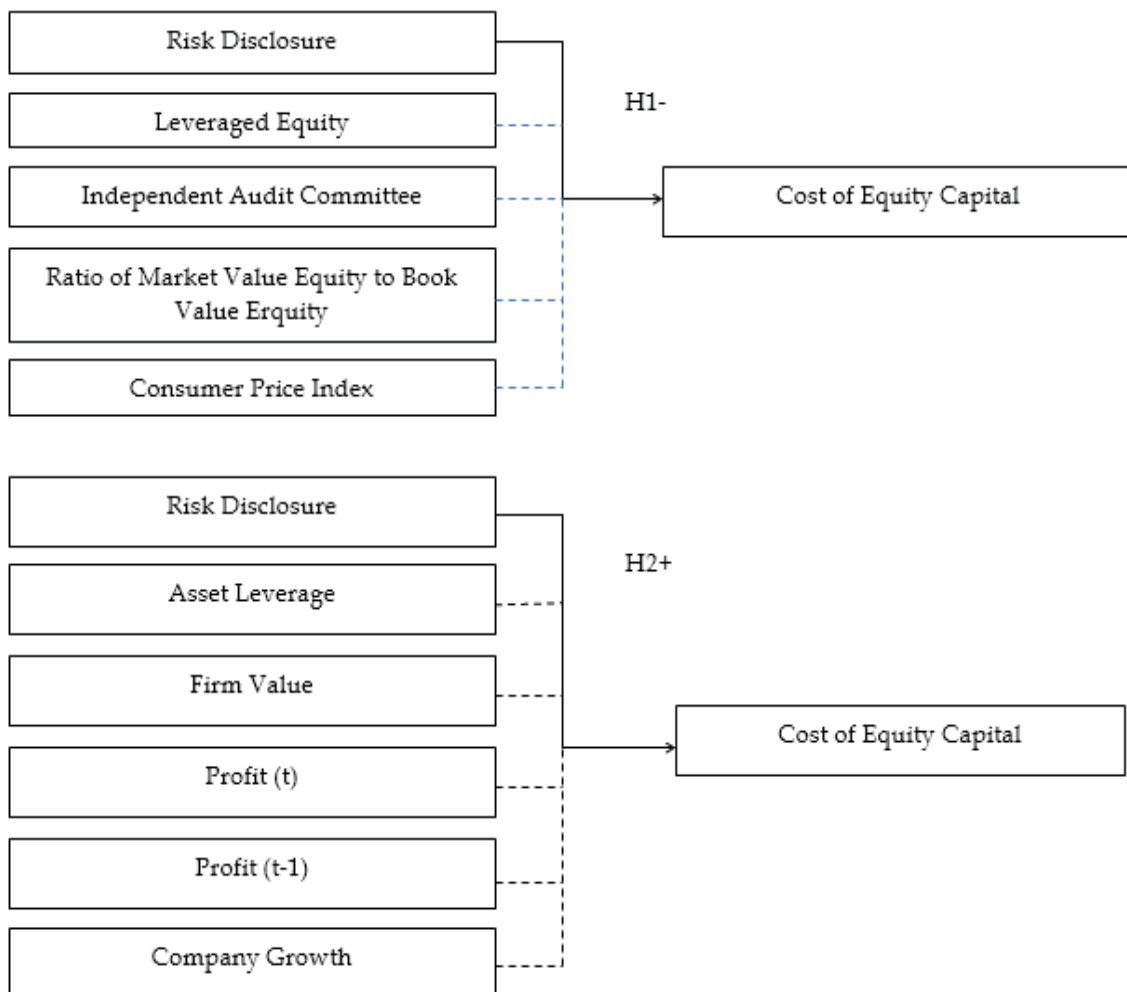 Risk Disclosure
Leveraged Equity
H1-
Independent Audit Committee
Cost of Equity Capital
Ratio of Market Value Equity to Book
Value Erquity
Consumer Price Index
Risk Disclosure
H2+
Asset Leverage
Firm Value
Cost of Equity Capital
Profit (t)
Profit (t-1)
Company Growth